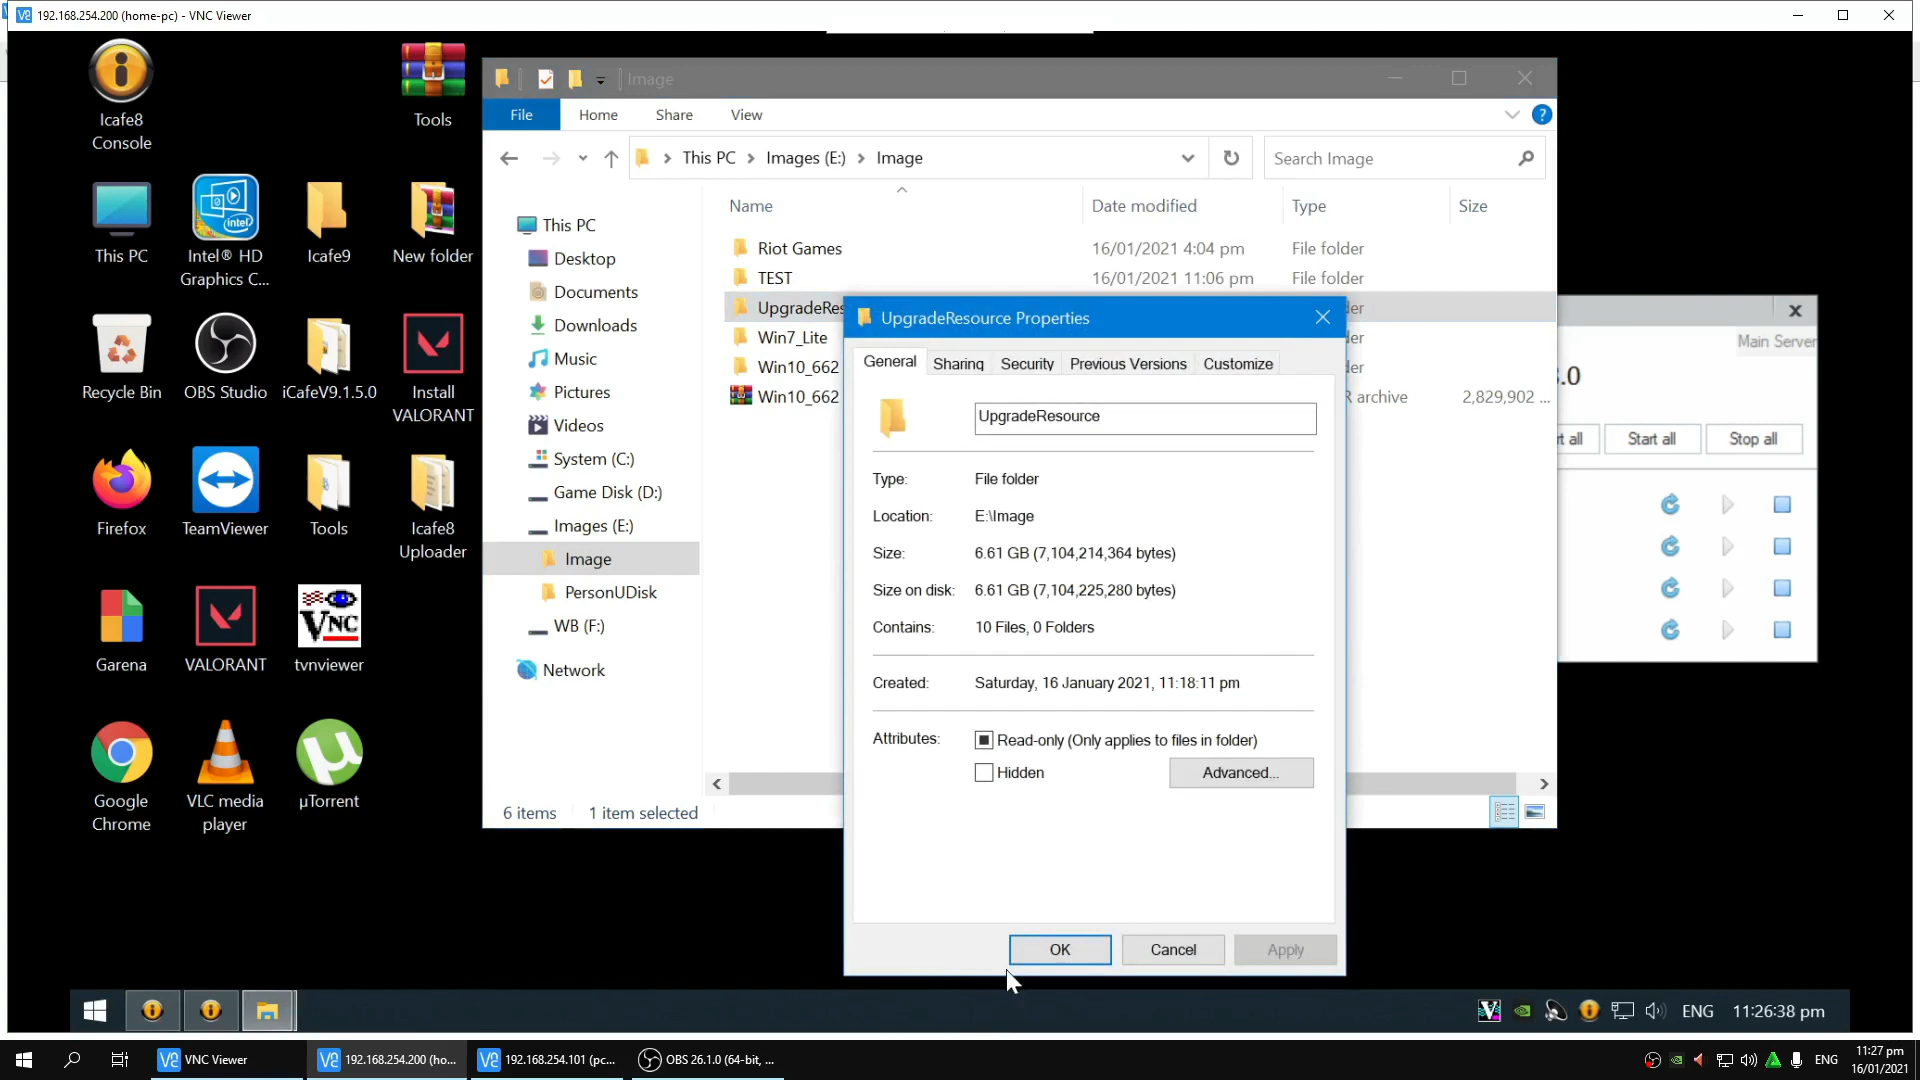 192.168.254.200 (home-pc) - VNC Viewer
Icafe8
Console
Tools
This PC
Intel® HD
Graphics C...
Icafe9
New folder
Recycle Bin
OBS Studio
iCafeV9.1.5.0
Install
VALORANT
Firefox
TeamViewer
Tools
Icafe8
Uploader
Garena
VALORANT
tvnviewer
Google
Chrome
VLC media
player
µTorrent
intel
VNC
Image
File
Home
Share
View
This PC
Images (E:)
Image
Search Image
Name
Date modified
Type
Size
This PC
Desktop
Documents
Downloads
Music
Pictures
Videos
System (C:)
Game Disk (D:)
Images (E:)
Image
PersonUDisk
WB (F:)
Network
Riot Games 16/01/2021 4:04 pm File folder
TEST 16/01/2021 11:06 pm File folder
UpgradeRes der
Win7_Lite der
Win10_662 der
Win10_662 R archive 2,829,902 ...
6 items 1 item selected
UpgradeResource Properties
General Sharing Security Previous Versions Customize
UpgradeResource
Type: File folder
Location: E:\Image
Size: 6.61 GB (7,104,214,364 bytes)
Size on disk: 6.61 GB (7,104,225,280 bytes)
Contains: 10 Files, 0 Folders
Created: Saturday, 16 January 2021, 11:18:11 pm
Attributes: Read-only (Only applies to files in folder)
Hidden
Advanced...
OK Cancel Apply
Main Server
.0
t all Start all Stop all
ENG 11:26:38 pm
VNC Viewer
192.168.254.200 (ho...
192.168.254.101 (pc...
OBS 26.1.0 (64-bit, ...
ENG
11:27 pm
16/01/2021